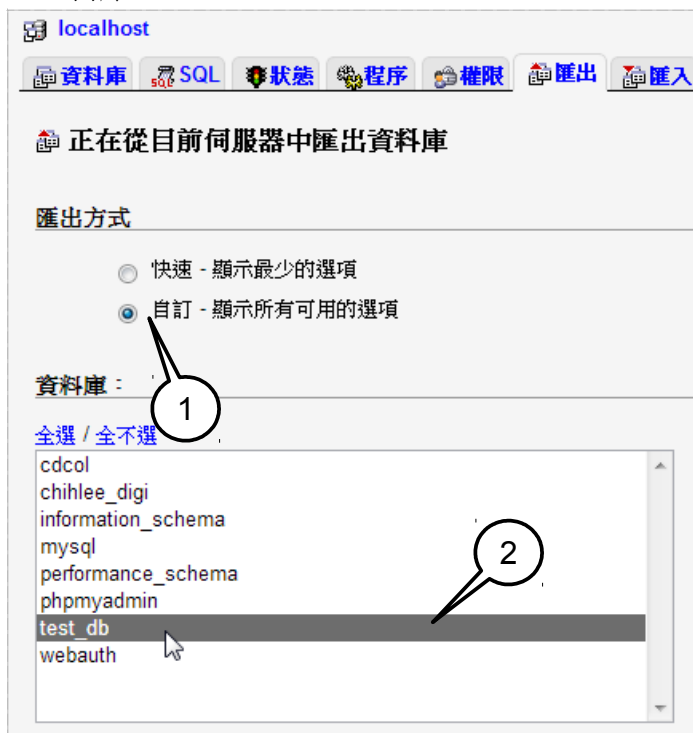 localhost
資料庫 SQL 狀態 程序 權限 匯出 匯入
正在從目前伺服器中匯出資料庫
匯出方式
快速 - 顯示最少的選項
自訂 - 顯示所有可用的選項
資料庫：
1
全選 / 全不選
cdcol
chihlee_digi
information_schema
mysql
2
performance_schema
phpmyadmin
test_db
webauth